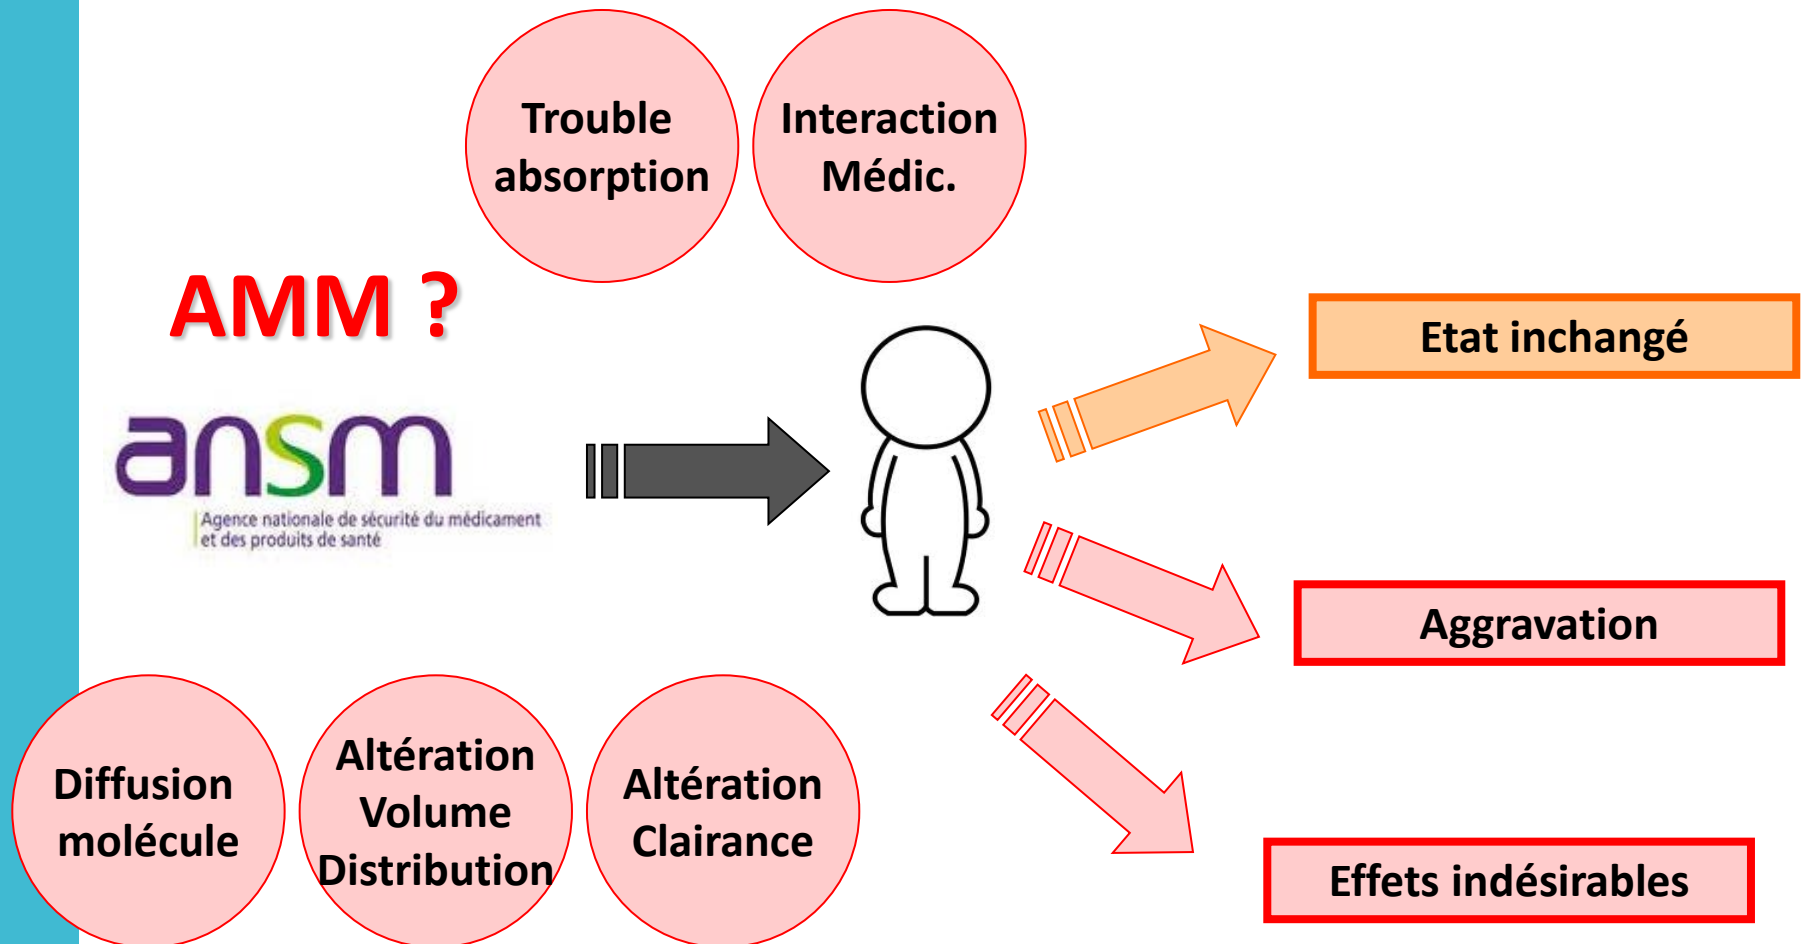 Trouble
absorption
Interaction
Médic.
AMM ?
ansm
Agence nationale de sécurité du médicament
et des produits de santé
Etat inchangé
Aggravation
Effets indésirables
Diffusion
molécule
Altération
Volume
Distribution
Altération
Clairance